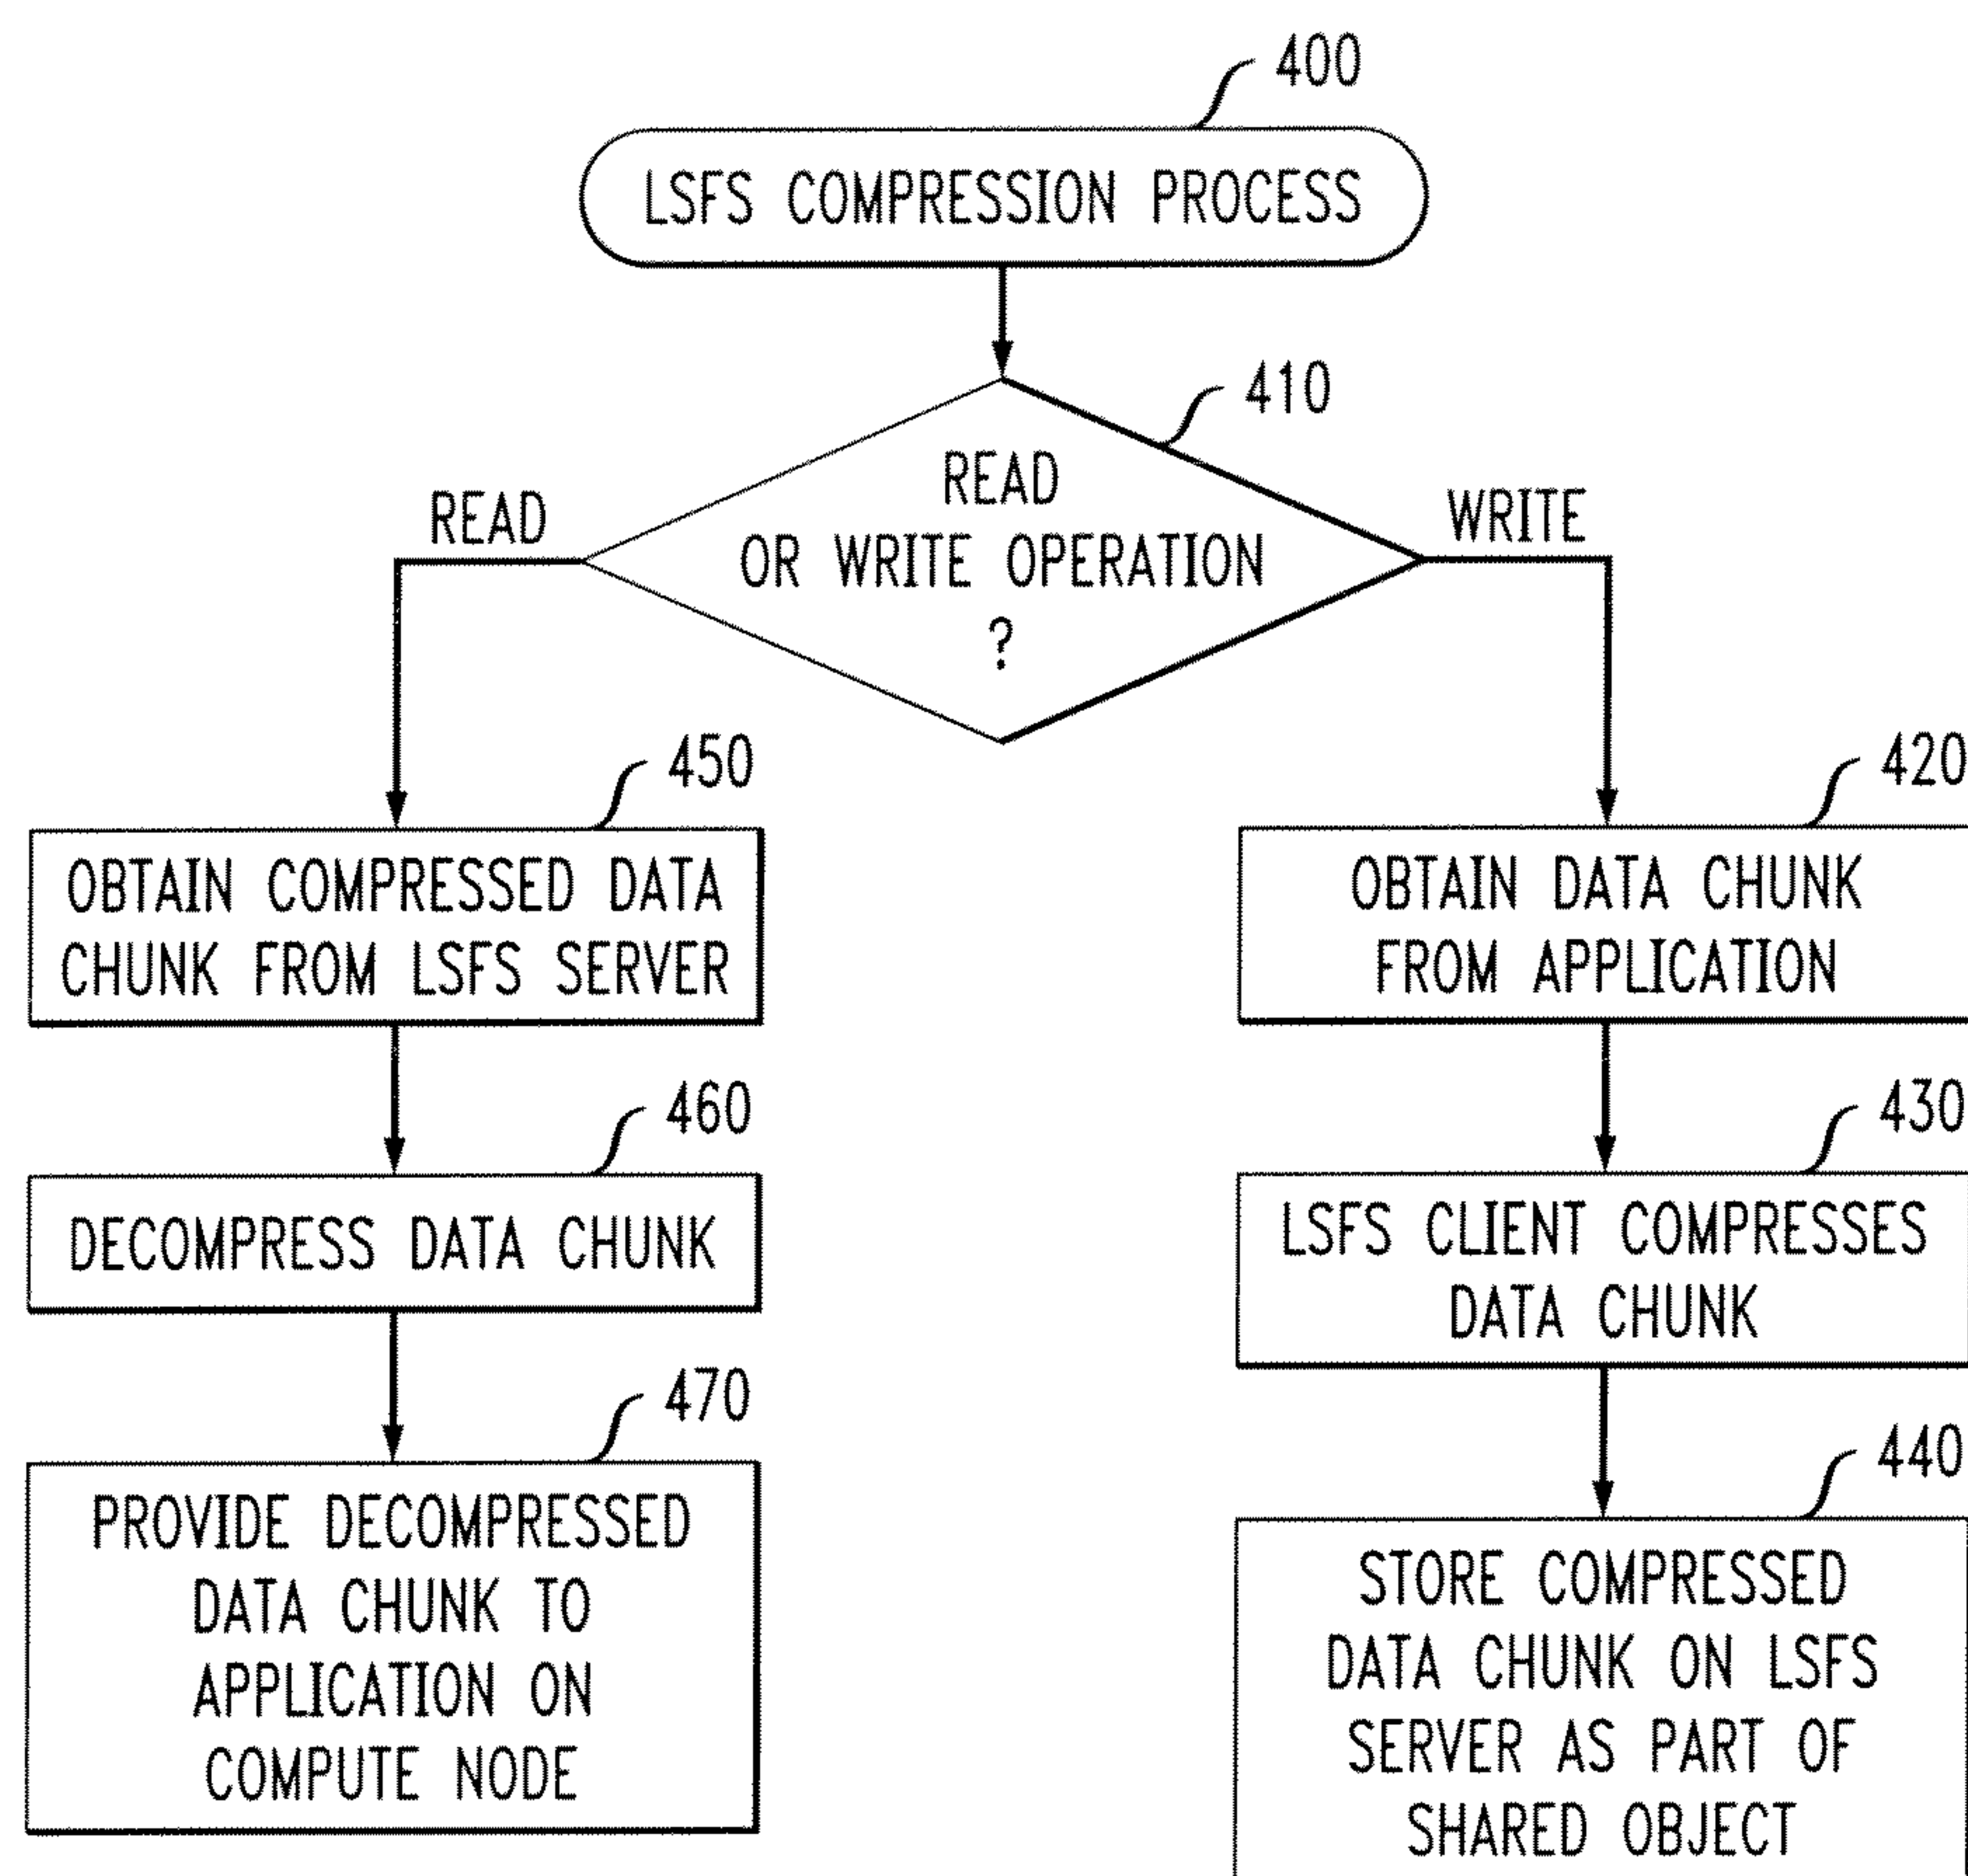 400
LSFS COMPRESSION PROCESS
410
READ
OR WRITE OPERATION
?
READ
WRITE
450
OBTAIN COMPRESSED DATA
CHUNK FROM LSFS SERVER
460
DECOMPRESS DATA CHUNK
470
PROVIDE DECOMPRESSED
DATA CHUNK TO
APPLICATION ON
COMPUTE NODE
420
OBTAIN DATA CHUNK
FROM APPLICATION
430
LSFS CLIENT COMPRESSES
DATA CHUNK
440
STORE COMPRESSED
DATA CHUNK ON LSFS
SERVER AS PART OF
SHARED OBJECT